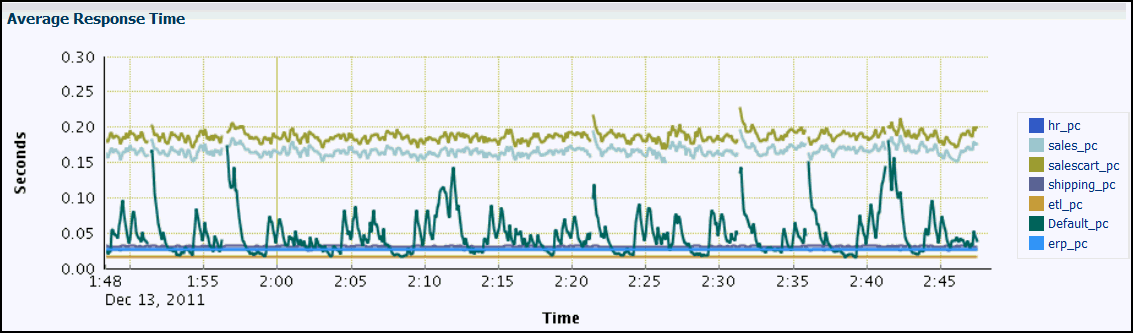 Average Response Time
0.30
0.25
0.20
0.15
0.10
0.05
0.00
Seconds
1:48 1:55 2:00 2:05 2:10 2:15 2:20 2:25 2:30 2:35 2:40 2:45
Dec 13, 2011
Time
hr_pc
sales_pc
salescart_pc
shipping_pc
etl_pc
Default_pc
erp_pc